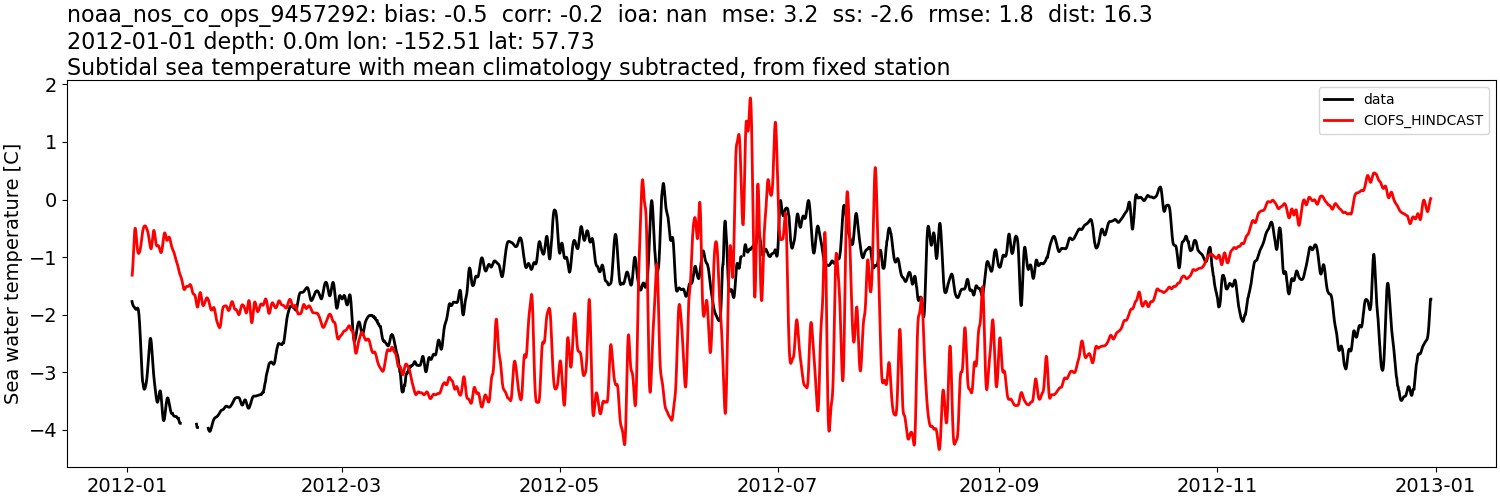 noaa_nos_co_ops_9457292: bias: -0.5  corr: -0.2  ioa: nan  mse: 3.2  ss: -2.6  rmse: 1.8  dist: 16.3
2012-01-01 depth: 0.0m lon: -152.51 lat: 57.73
Subtidal sea temperature with mean climatology subtracted, from fixed station
data
CIOFS_HINDCAST
Sea water temperature [C]
2
1
0
−1
−2
−3
−4
2012-01
2012-03
2012-05
2012-07
2012-09
2012-11
2013-01